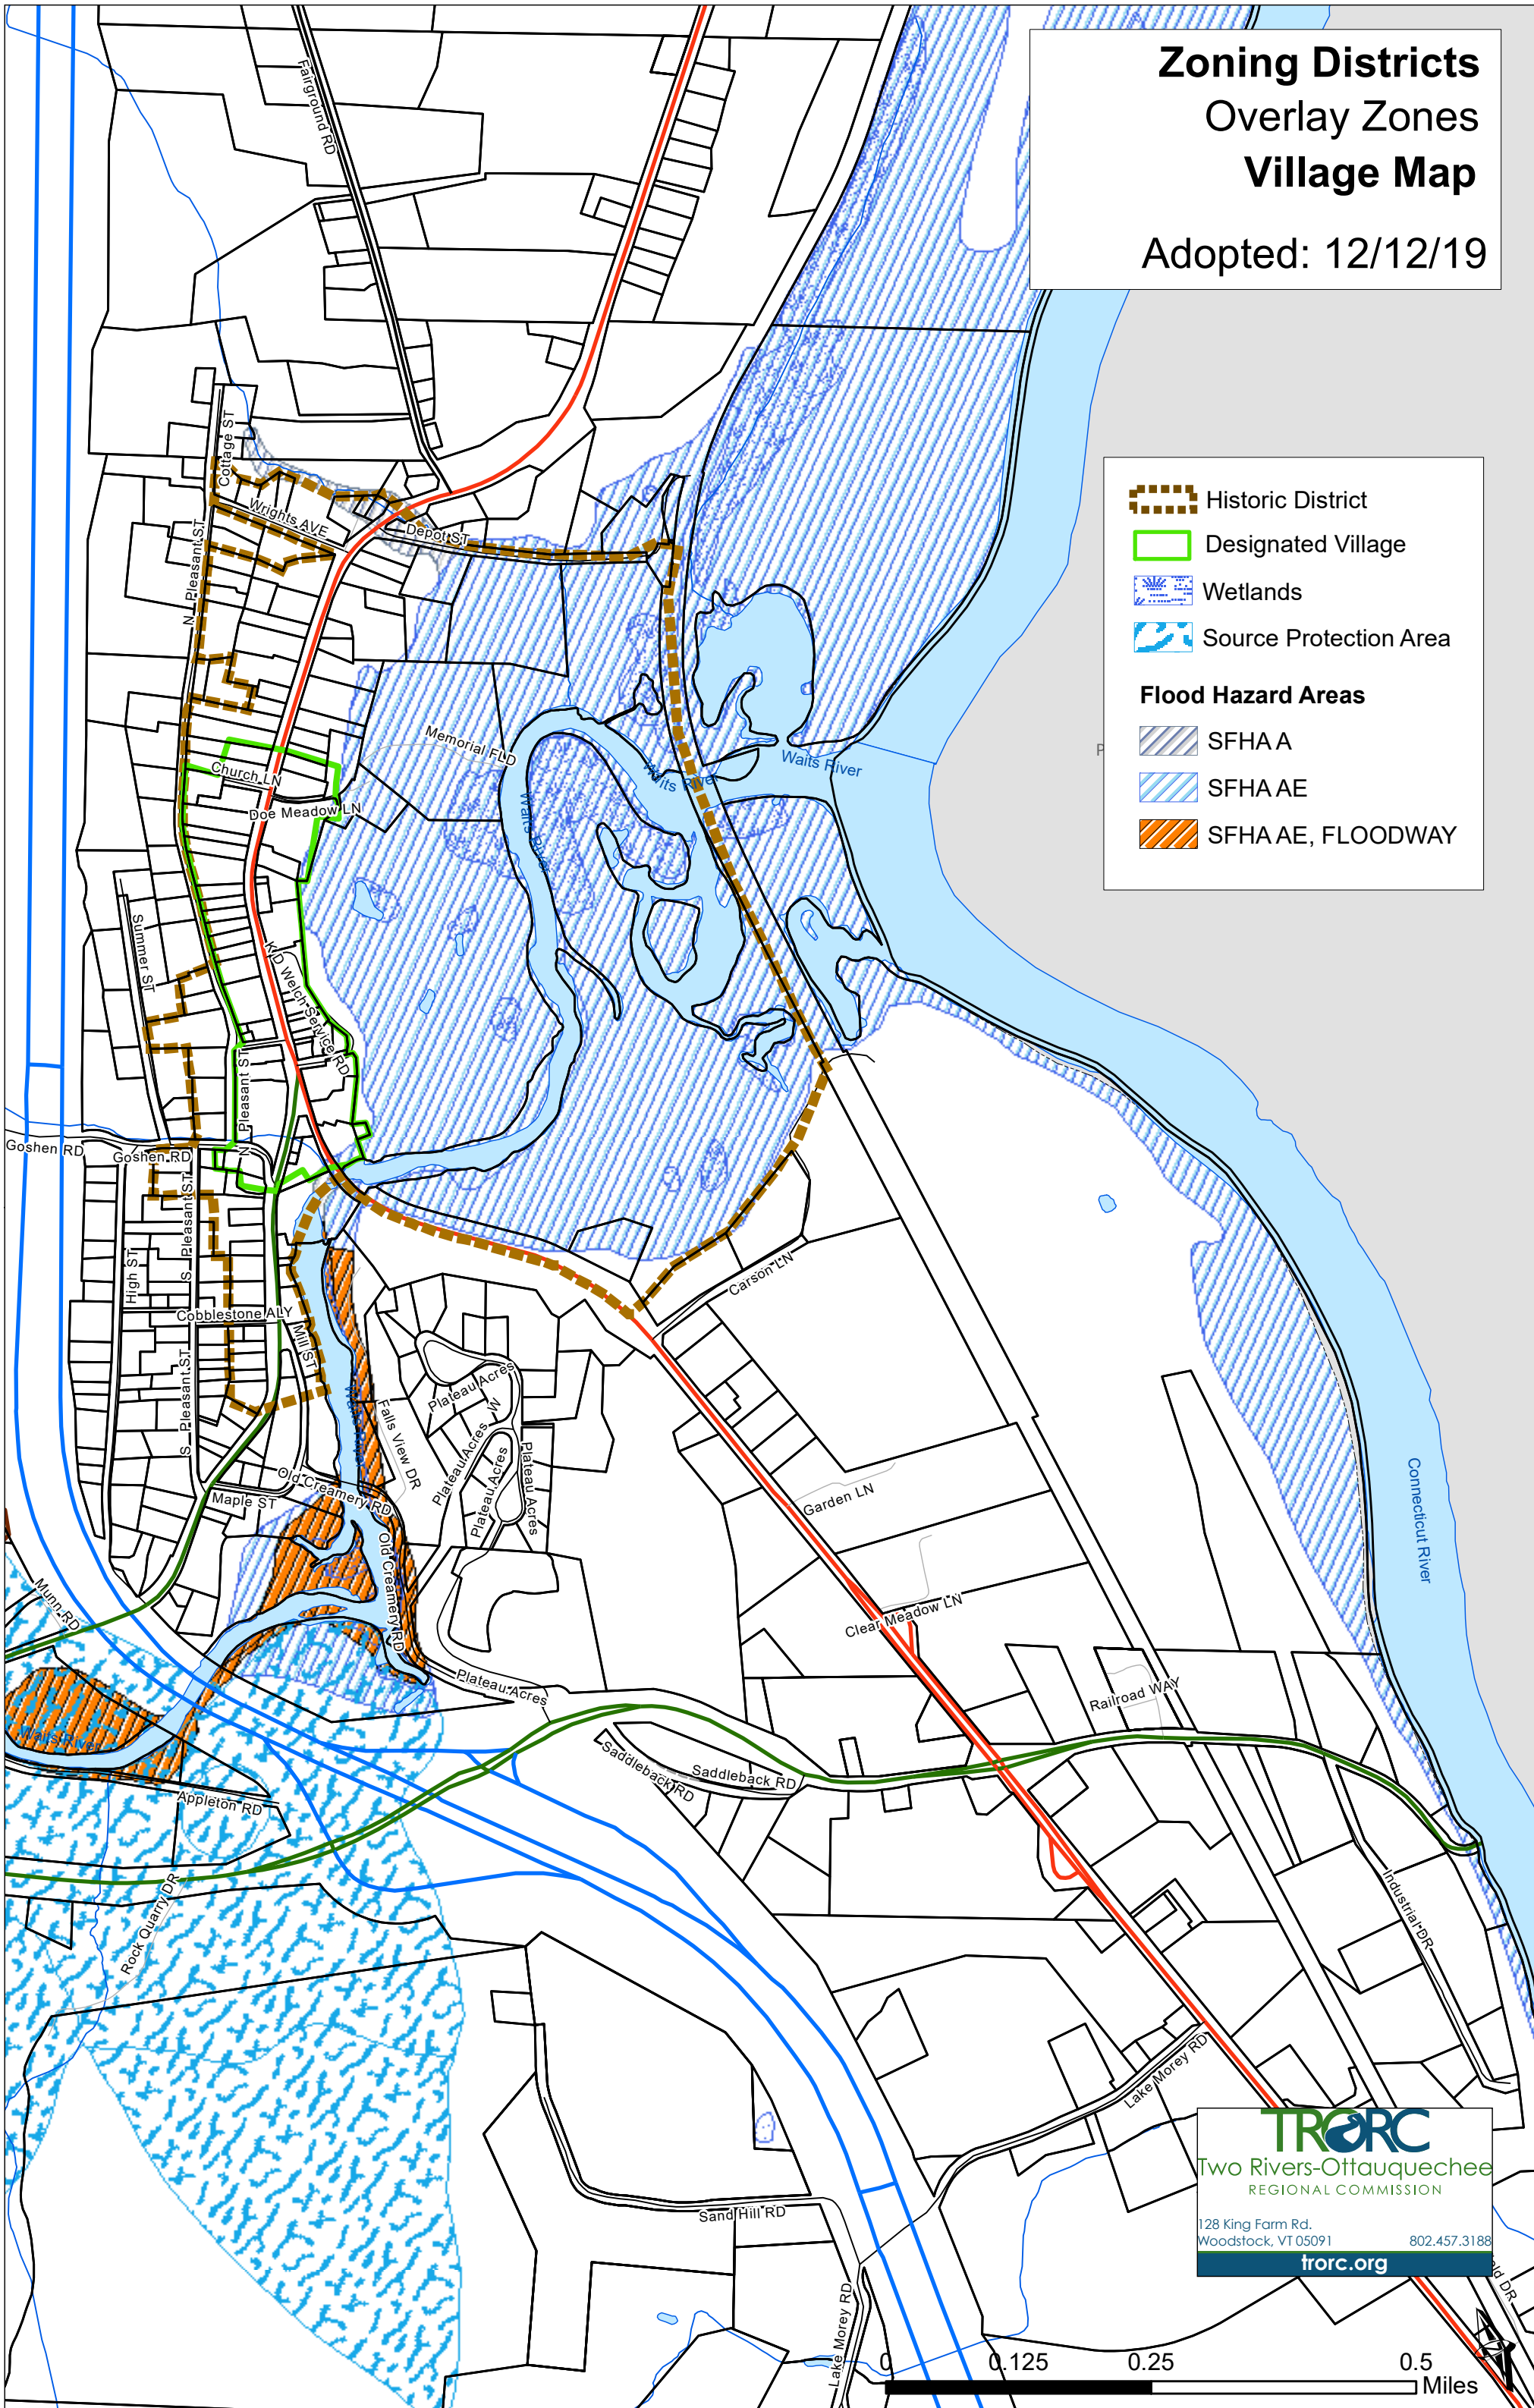 Zoning Districts
Overlay Zones
Village Map
Adopted: 12/12/19
Historic District
Designated Village
Wetlands
Source Protection Area
Flood Hazard Areas
SFHA A
SFHA AE
SFHA AE, FLOODWAY
Fairground RD
Cottage ST
Wrights AVE
Depot ST
N Pleasant ST
Memorial FLD
Church LN
Doe Meadow LN
Waits River
Waits River
Waits River
Summer ST
K D Welch Service RD
N Pleasant ST
Goshen RD
Goshen RD
S Pleasant ST
High ST
Cobblestone ALY
Mill ST
S Pleasant ST
Carson LN
Plateau Acres
Plateau Acres W
Plateau Acres
Plateau Acres
Falls View DR
Old Creamery RD
Maple ST
Old Creamery RD
Garden LN
Connecticut River
Munn RD
Clear Meadow LN
Plateau Acres
Railroad WAY
Waits River
Saddleback RD
Saddleback RD
Appleton RD
Rock Quarry DR
Industrial DR
Lake Morey RD
Sand Hill RD
Lake Morey RD
TRORC
Two Rivers-Ottauquechee
REGIONAL COMMISSION
128 King Farm Rd.
Woodstock, VT 05091 802.457.3188
trorc.org
0 0.125 0.25 0.5
Miles